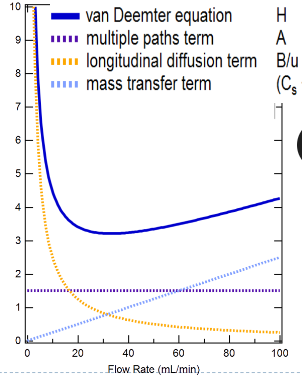 10
van Deemter equation H
9
multiple paths term A
longitudinal diffusion term B/u
8
mass transfer term (Cs
7
6
5
4
3
2
1
0 20 40 60 80 100
Flow Rate (mL/min)